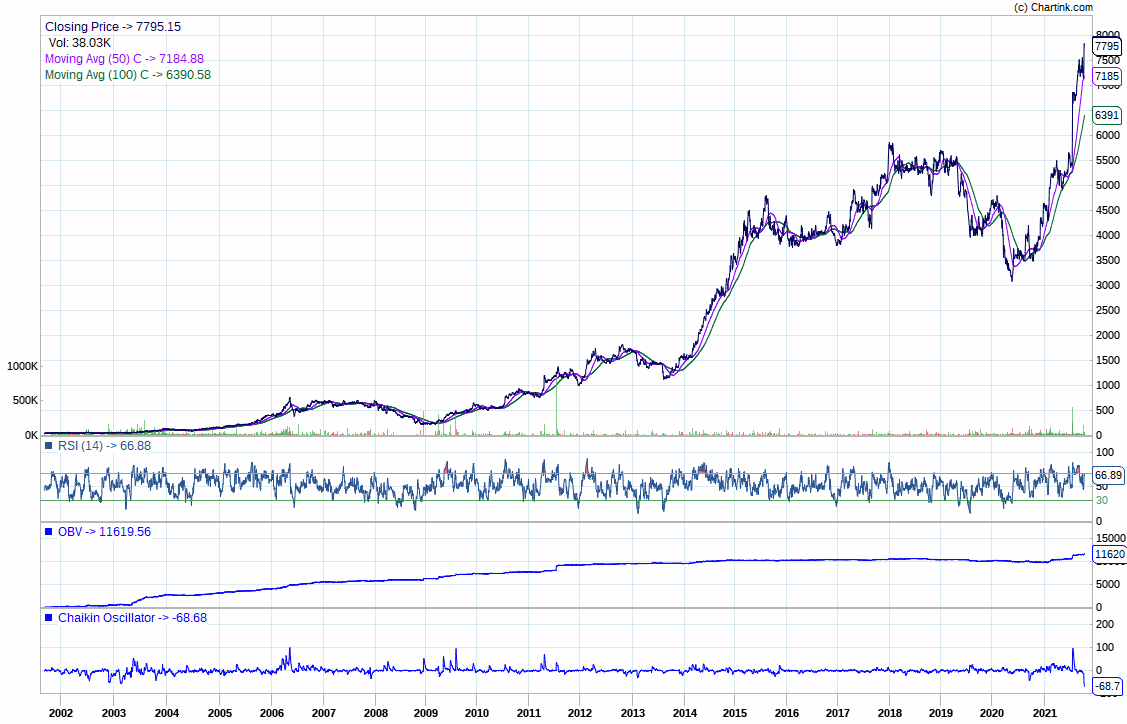 (c) Chartink.com
Closing Price -> 7795.15
Vol: 38.03K
Moving Avg (50) C -> 7184.88
Moving Avg (100) C -> 6390.58
8000
7795
7500
7185
7000
6391
6000
5500
5000
4500
4000
3500
3000
2500
2000
1500
1000
500
0
1000K
500K
0K
RSI (14) -> 66.88
100
66.89
50
30
0
OBV -> 11619.56
15000
11620
10000
5000
0
Chaikin Oscillator -> -68.68
200
100
0
-68.7
2002 2003 2004 2005 2006 2007 2008 2009 2010 2011 2012 2013 2014 2015 2016 2017 2018 2019 2020 2021